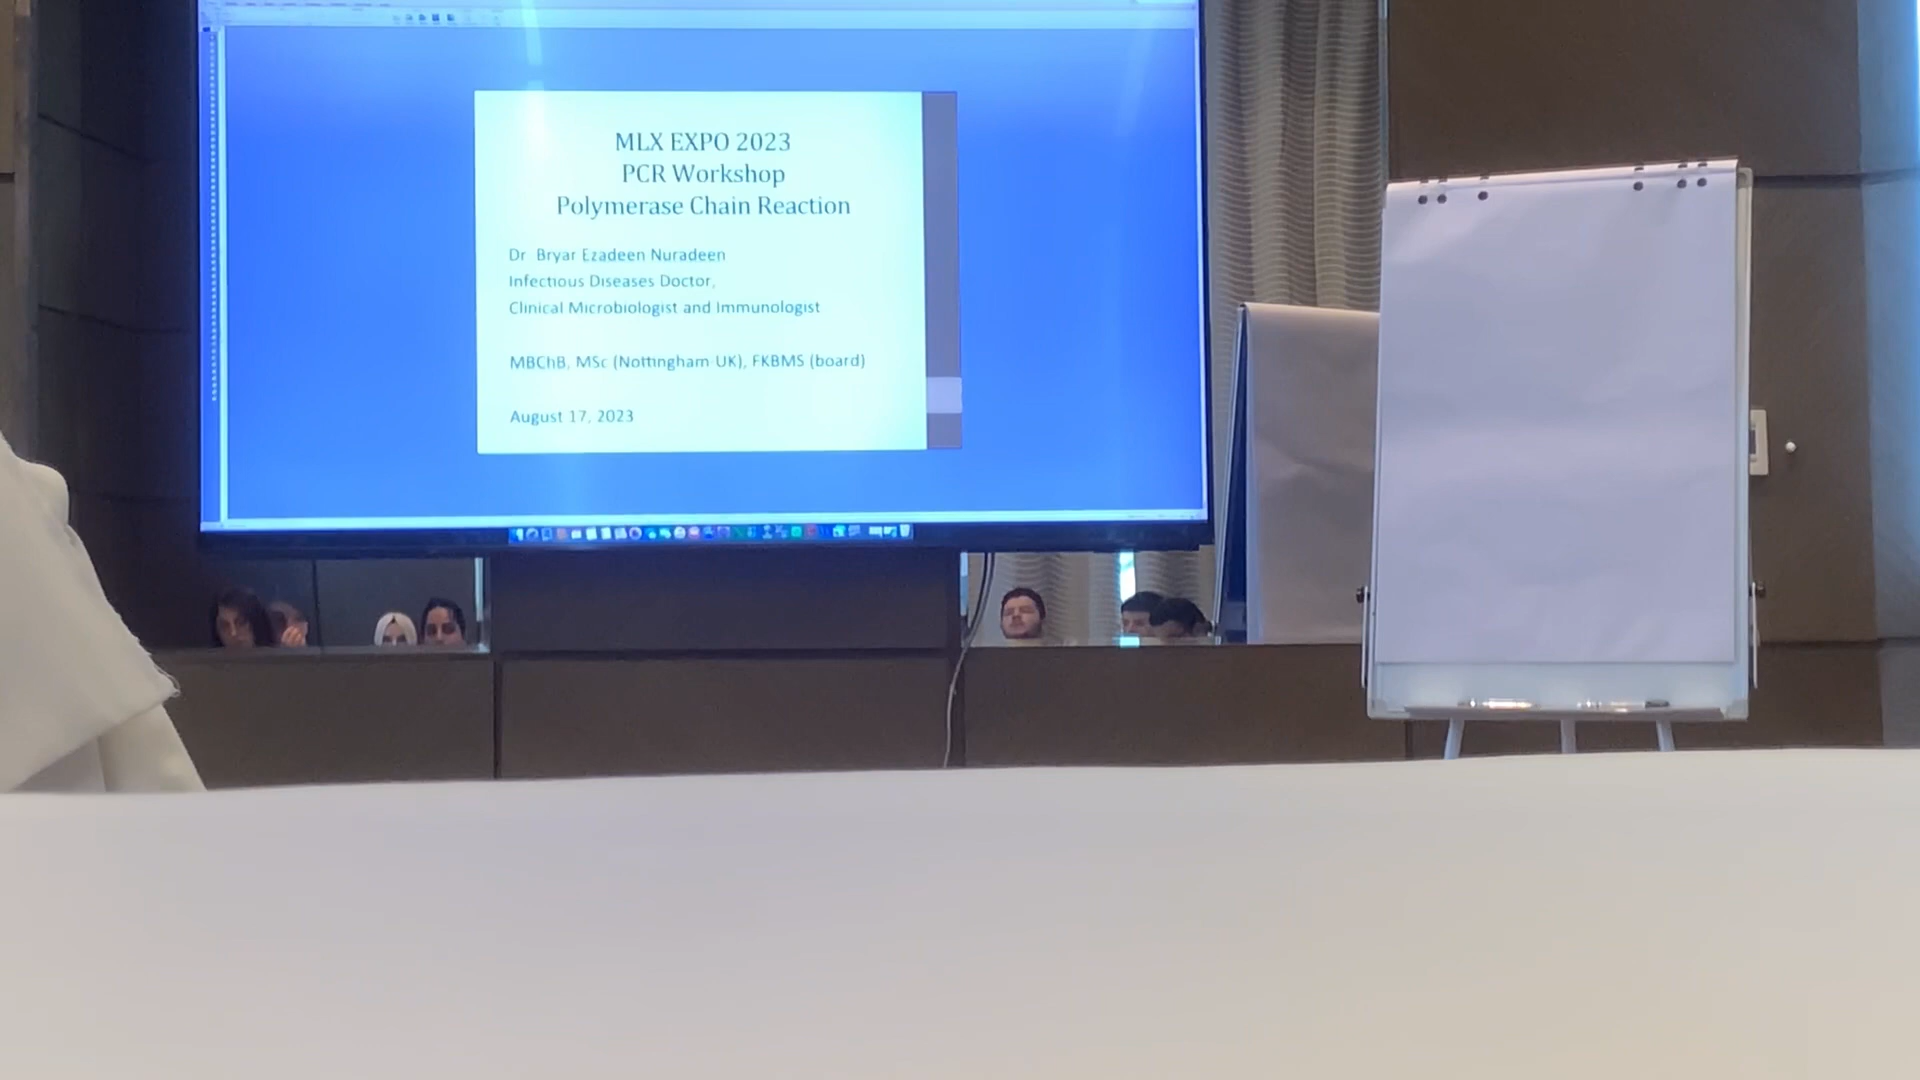 MLX EXPO 2023
PCR Workshop
Polymerase Chain Reaction
Dr Bryar Ezadeen Nuradeen
Infectious Diseases Doctor,
Clinical Microbiologist and Immunologist
MBChB, MSc (Nottingham UK), FKBMS (board)
August 17, 2023